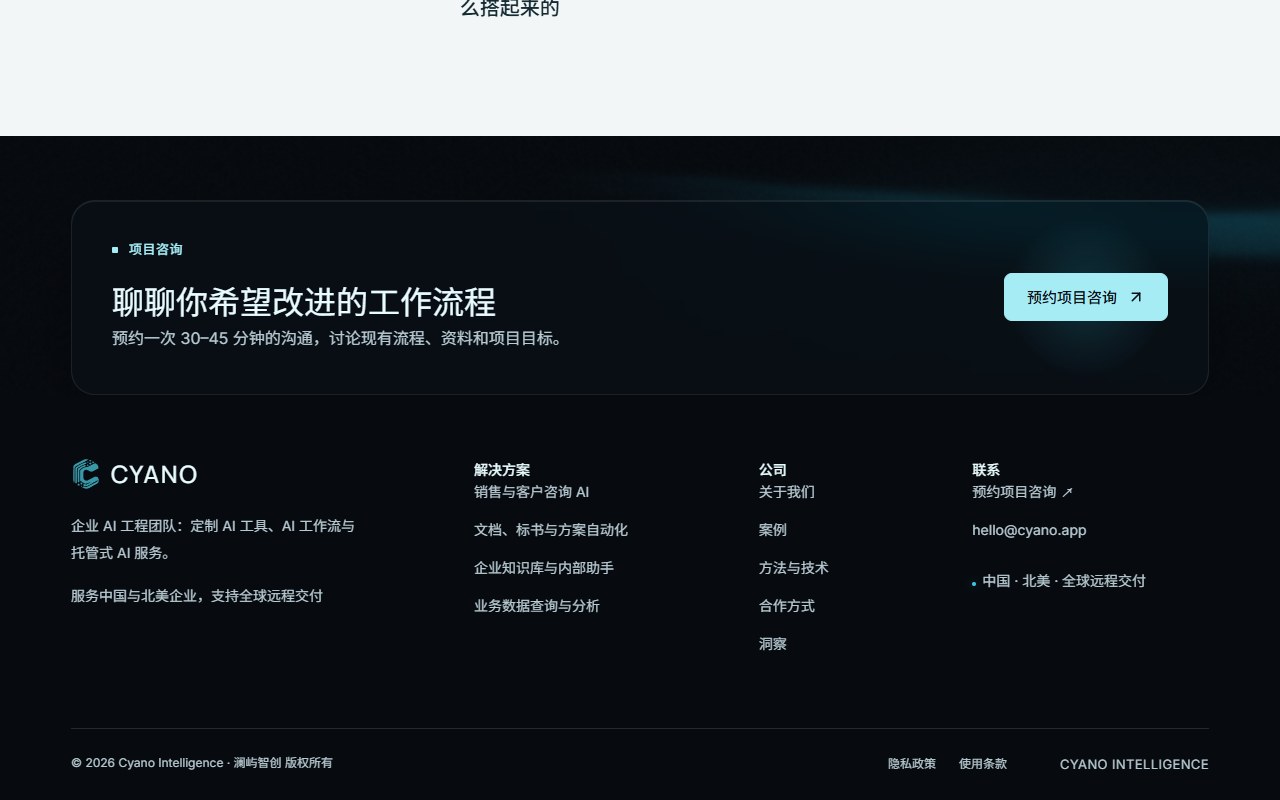 么搭起来的
项目咨询
聊聊你希望改进的工作流程
预约一次 30–45 分钟的沟通，讨论现有流程、资料和项目目标。
预约项目咨询
CYANO
企业 AI 工程团队：定制 AI 工具、AI 工作流与
托管式 AI 服务。
服务中国与北美企业，支持全球远程交付
解决方案
销售与客户咨询 AI
文档、标书与方案自动化
企业知识库与内部助手
业务数据查询与分析
公司
关于我们
案例
方法与技术
合作方式
洞察
联系
预约项目咨询 ↗
hello@cyano.app
中国 · 北美 · 全球远程交付
© 2026 Cyano Intelligence · 澜屿智创 版权所有
隐私政策
使用条款
CYANO INTELLIGENCE